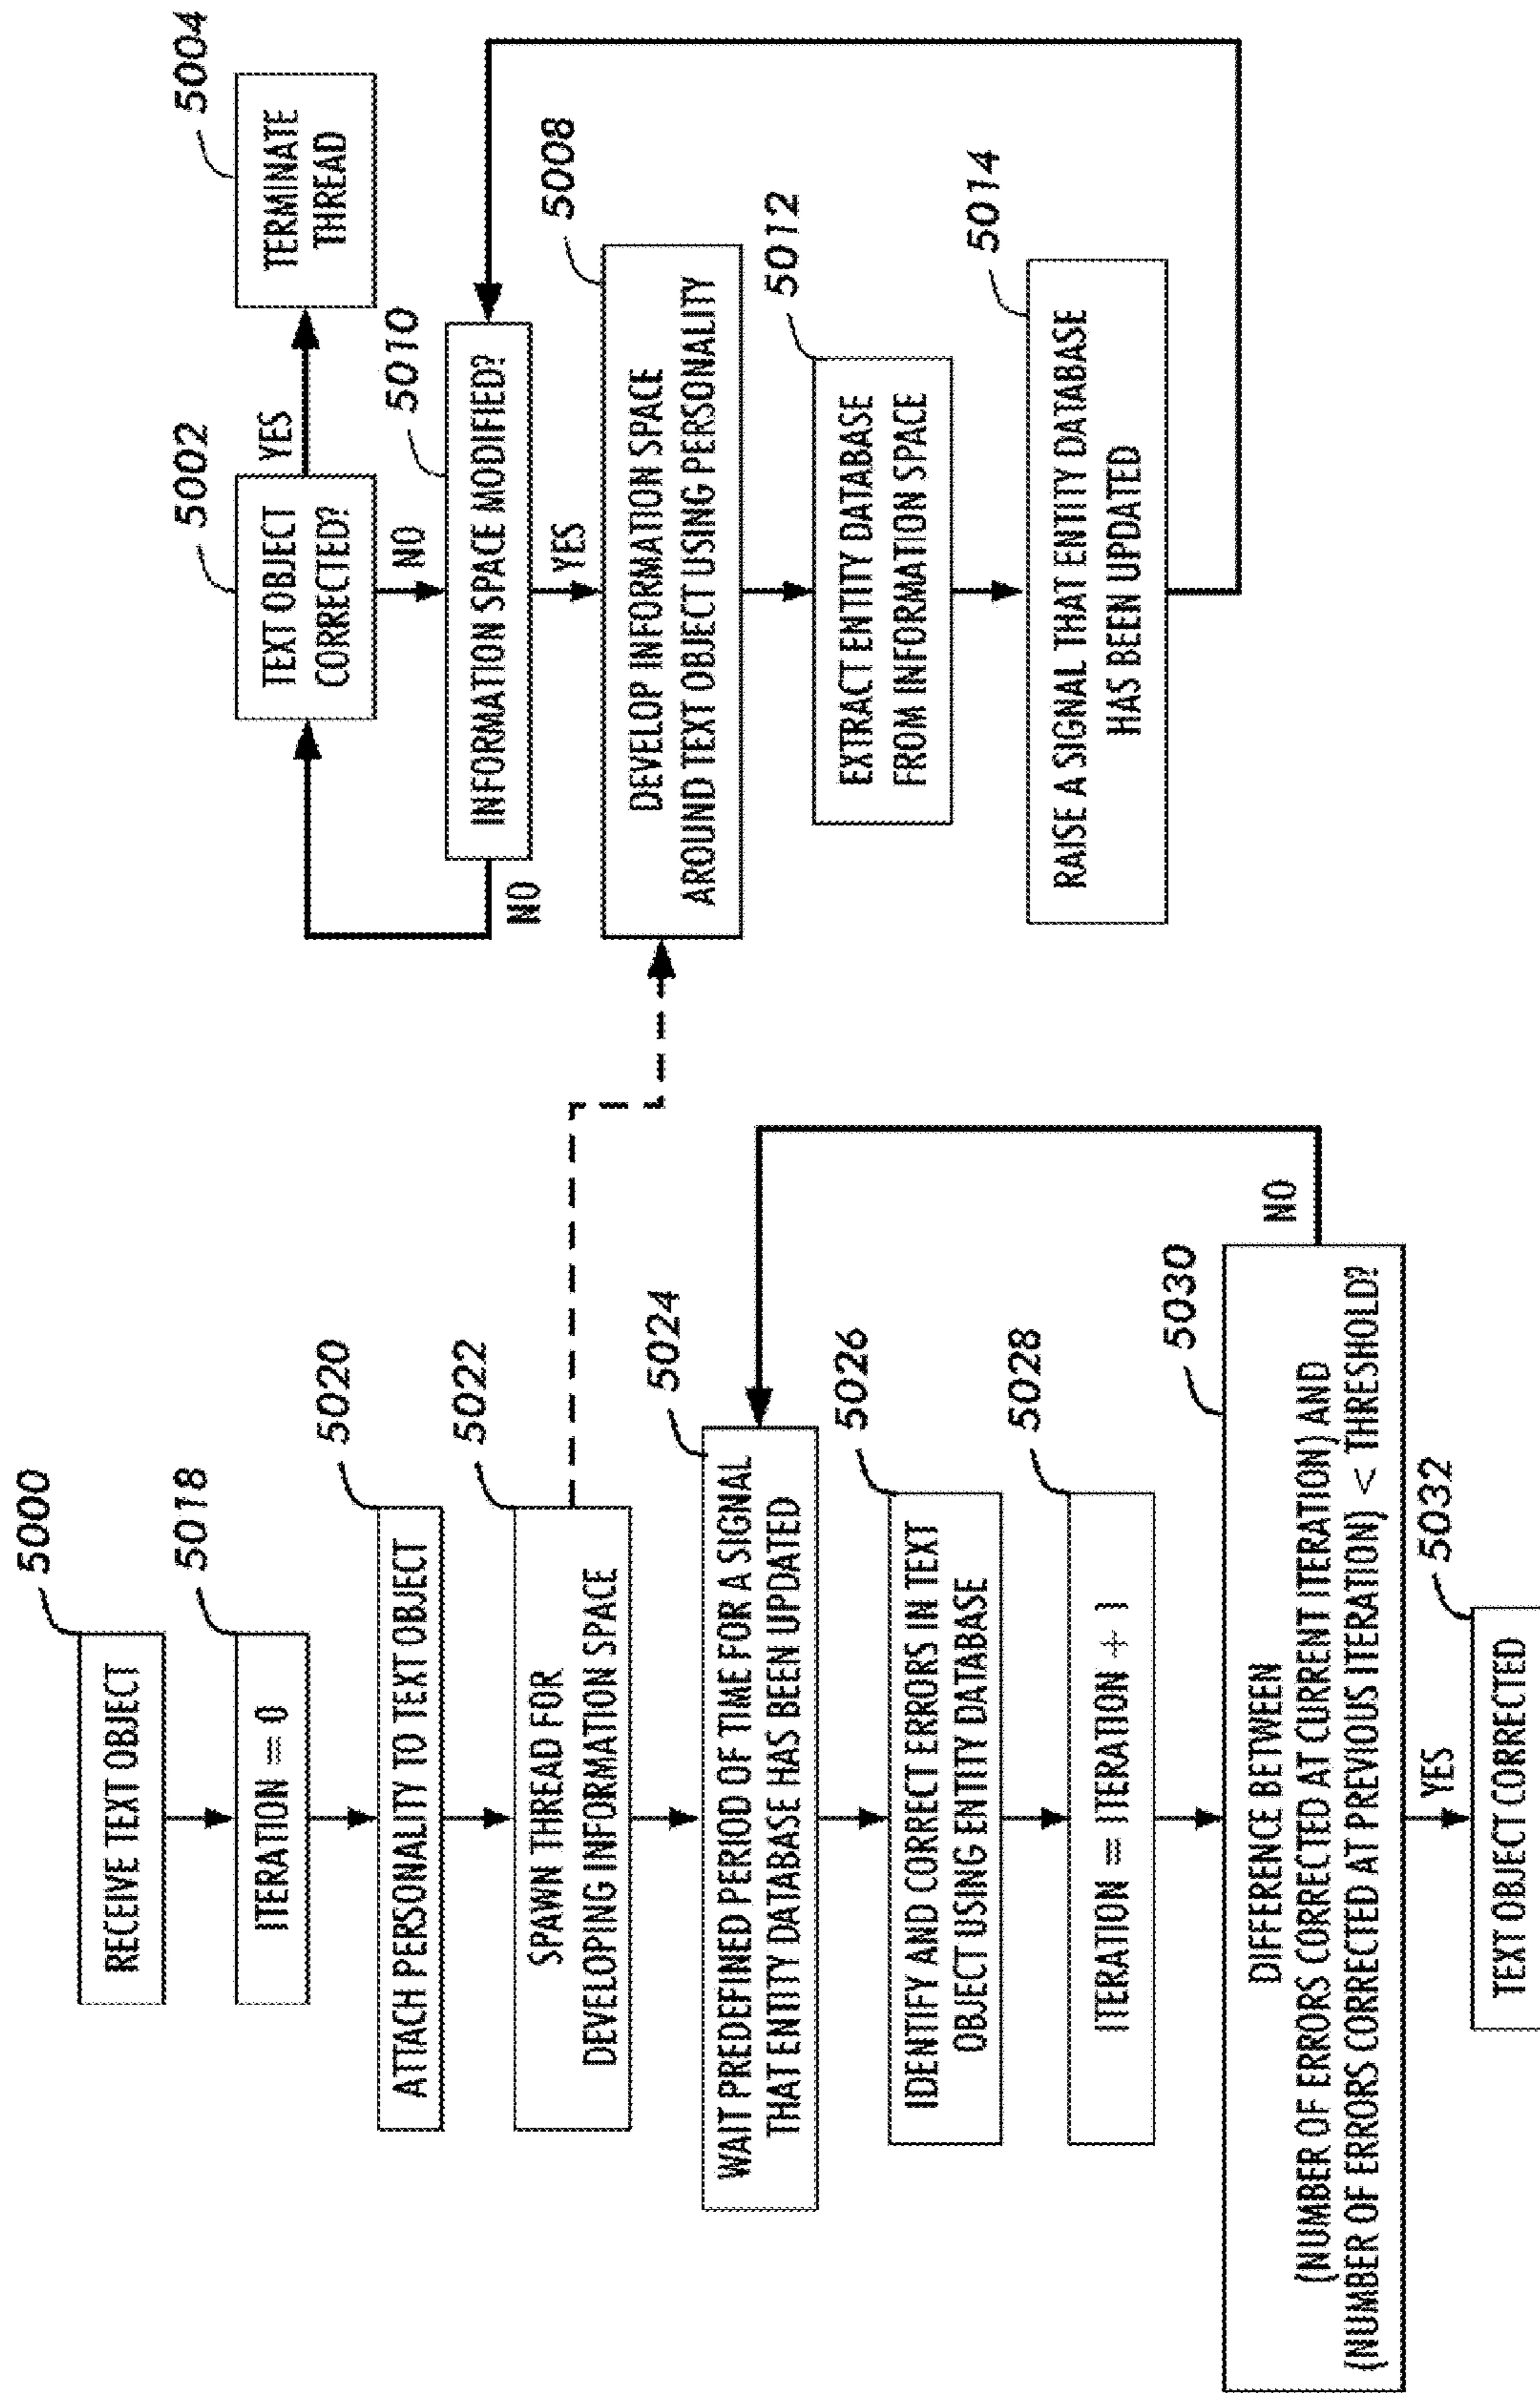 5000
RECEIVE TEXT OBJECT
5018
ITERATION = 0
5020
ATTACH PERSONALITY TO TEXT OBJECT
5022
SPAWN THREAD FOR
DEVELOPING INFORMATION SPACE
5024
WAIT PREDEFINED PERIOD OF TIME FOR A SIGNAL
THAT ENTITY DATABASE HAS BEEN UPDATED
5026
IDENTIFY AND CORRECT ERRORS IN TEXT
OBJECT USING ENTITY DATABASE
5028
ITERATION = ITERATION + 1
5030
DIFFERENCE BETWEEN
(NUMBER OF ERRORS CORRECTED AT CURRENT ITERATION) AND
(NUMBER OF ERRORS CORRECTED AT PREVIOUS ITERATION) < THRESHOLD?
NO
YES
5032
TEXT OBJECT CORRECTED
5002
TEXT OBJECT
CORRECTED?
YES
5004
TERMINATE
THREAD
NO
5010
INFORMATION SPACE MODIFIED?
NO
YES
5008
DEVELOP INFORMATION SPACE
AROUND TEXT OBJECT USING PERSONALITY
5012
EXTRACT ENTITY DATABASE
FROM INFORMATION SPACE
5014
RAISE A SIGNAL THAT ENTITY DATABASE
HAS BEEN UPDATED